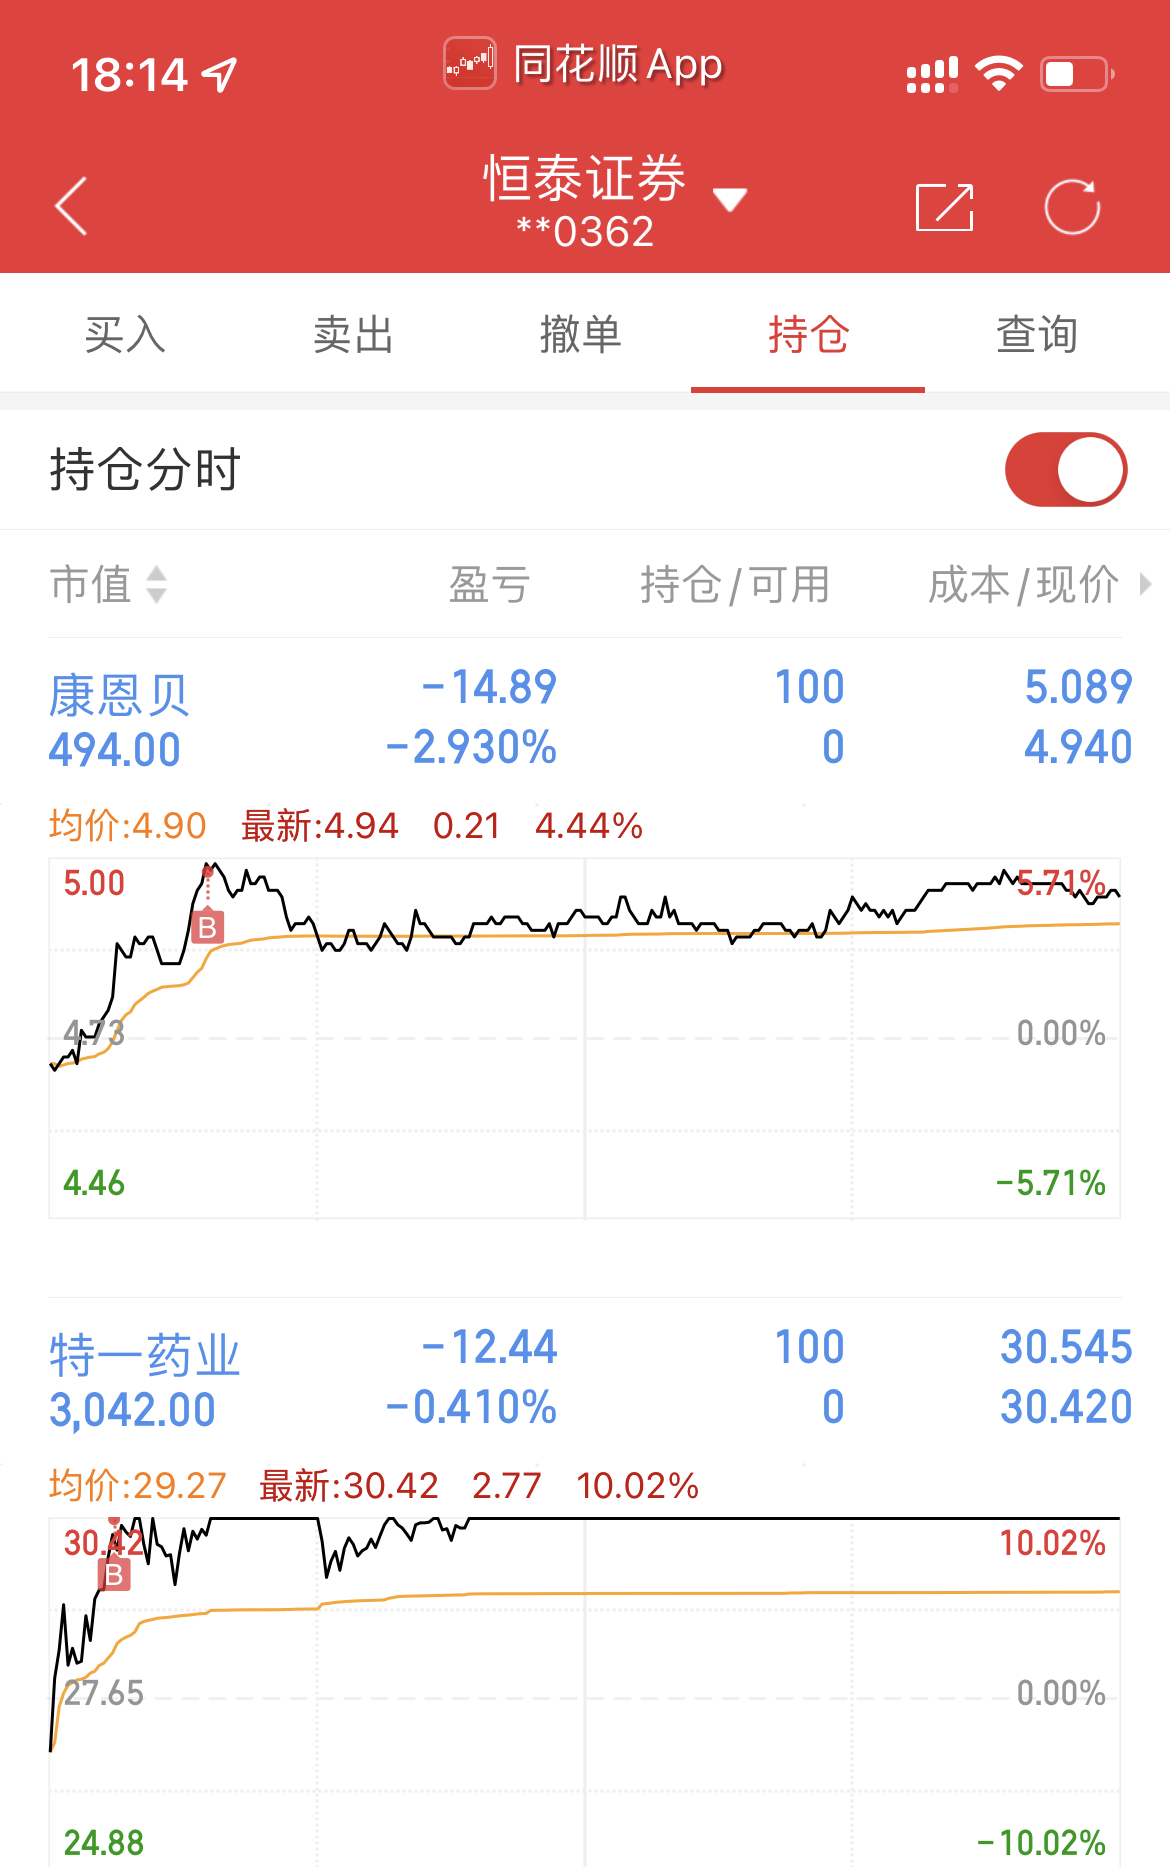 18:14 同花顺 App
恒泰证券
**0362
买入 卖出 撤单 持仓 查询
持仓分时
市值 盈亏 持仓/可用 成本/现价
康恩贝 -14.89 100 5.089
494.00 -2.930% 0 4.940
均价:4.90 最新:4.94 0.21 4.44%
5.00 5.71%
B
4.73 0.00%
4.46 -5.71%
特一药业 -12.44 100 30.545
3,042.00 -0.410% 0 30.420
均价:29.27 最新:30.42 2.77 10.02%
30.42 10.02%
B
27.65 0.00%
24.88 -10.02%